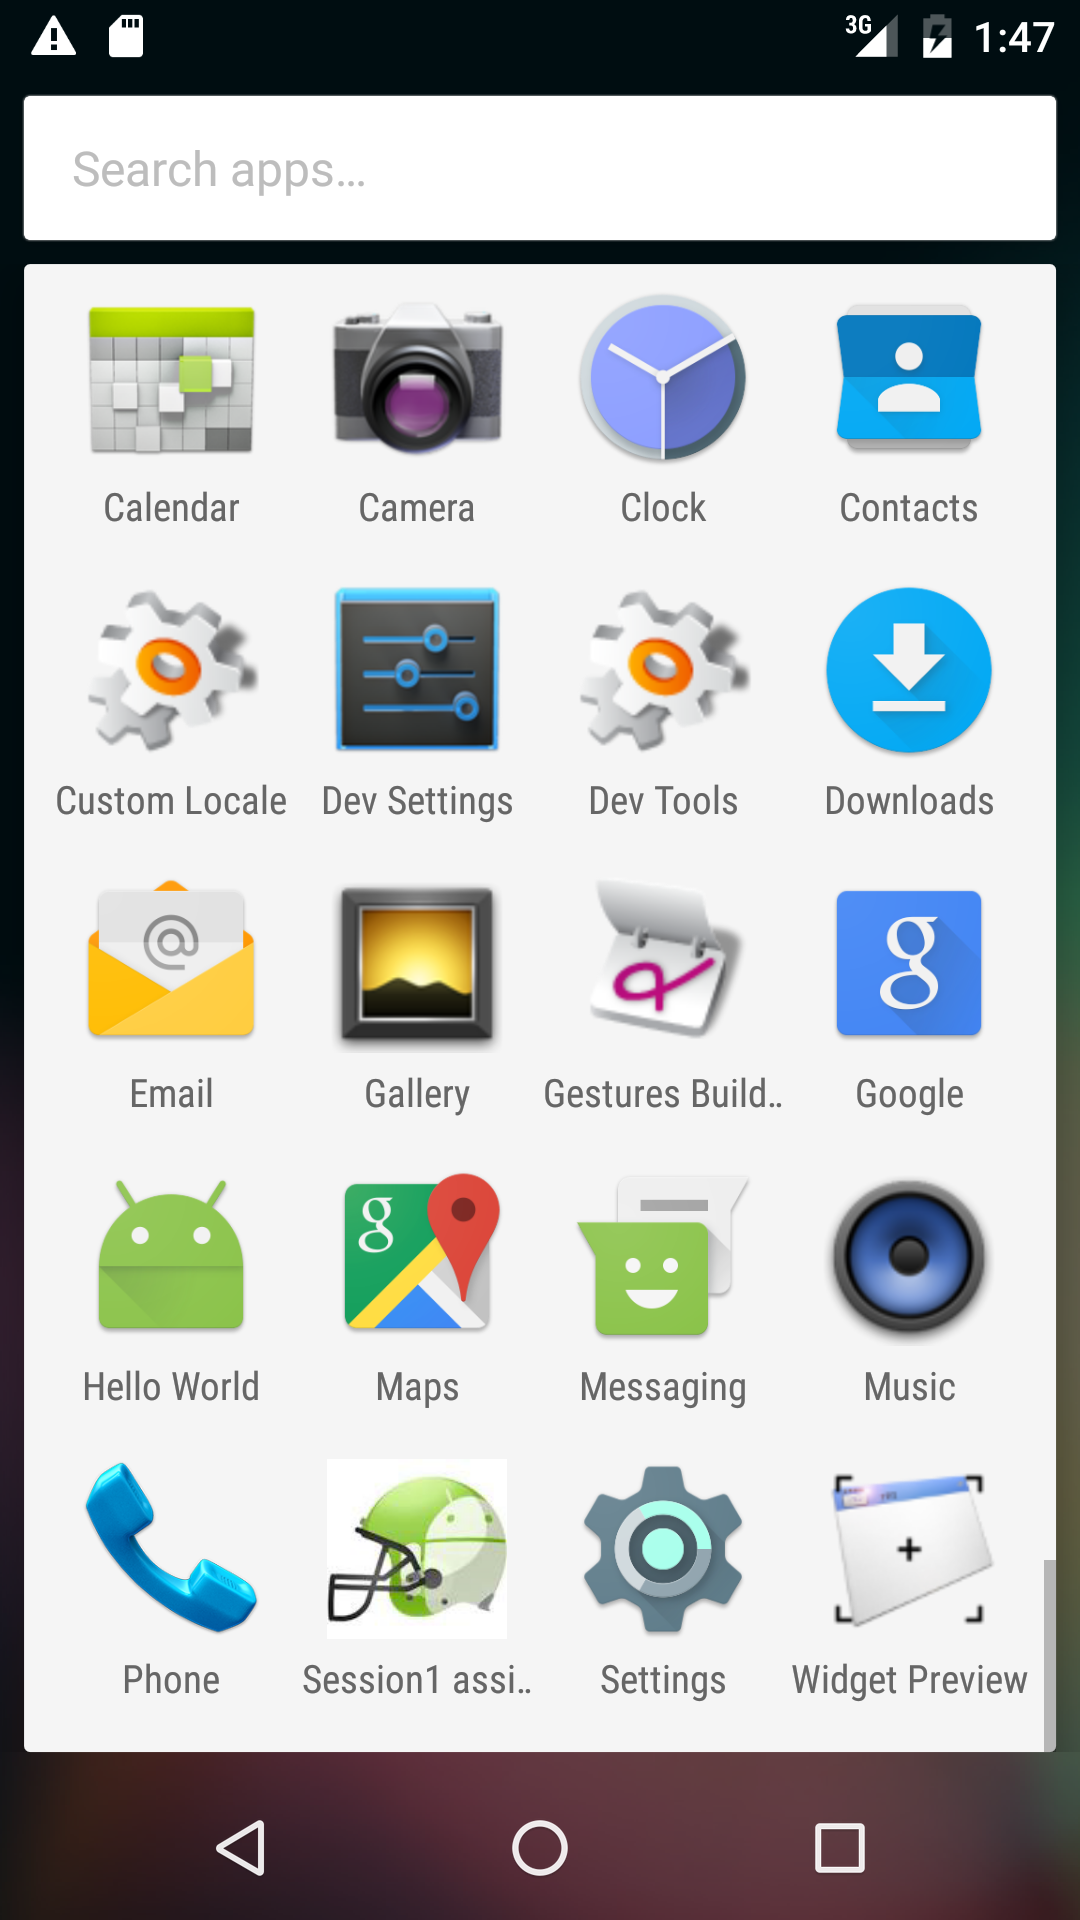 3G 1:47
Search apps...
Calendar Camera Clock Contacts
Custom Locale Dev Settings Dev Tools Downloads
@
g
Email Gallery Gestures Build.. Google
g
Hello World Maps Messaging Music
Phone Session1 assi.. Settings Widget Preview